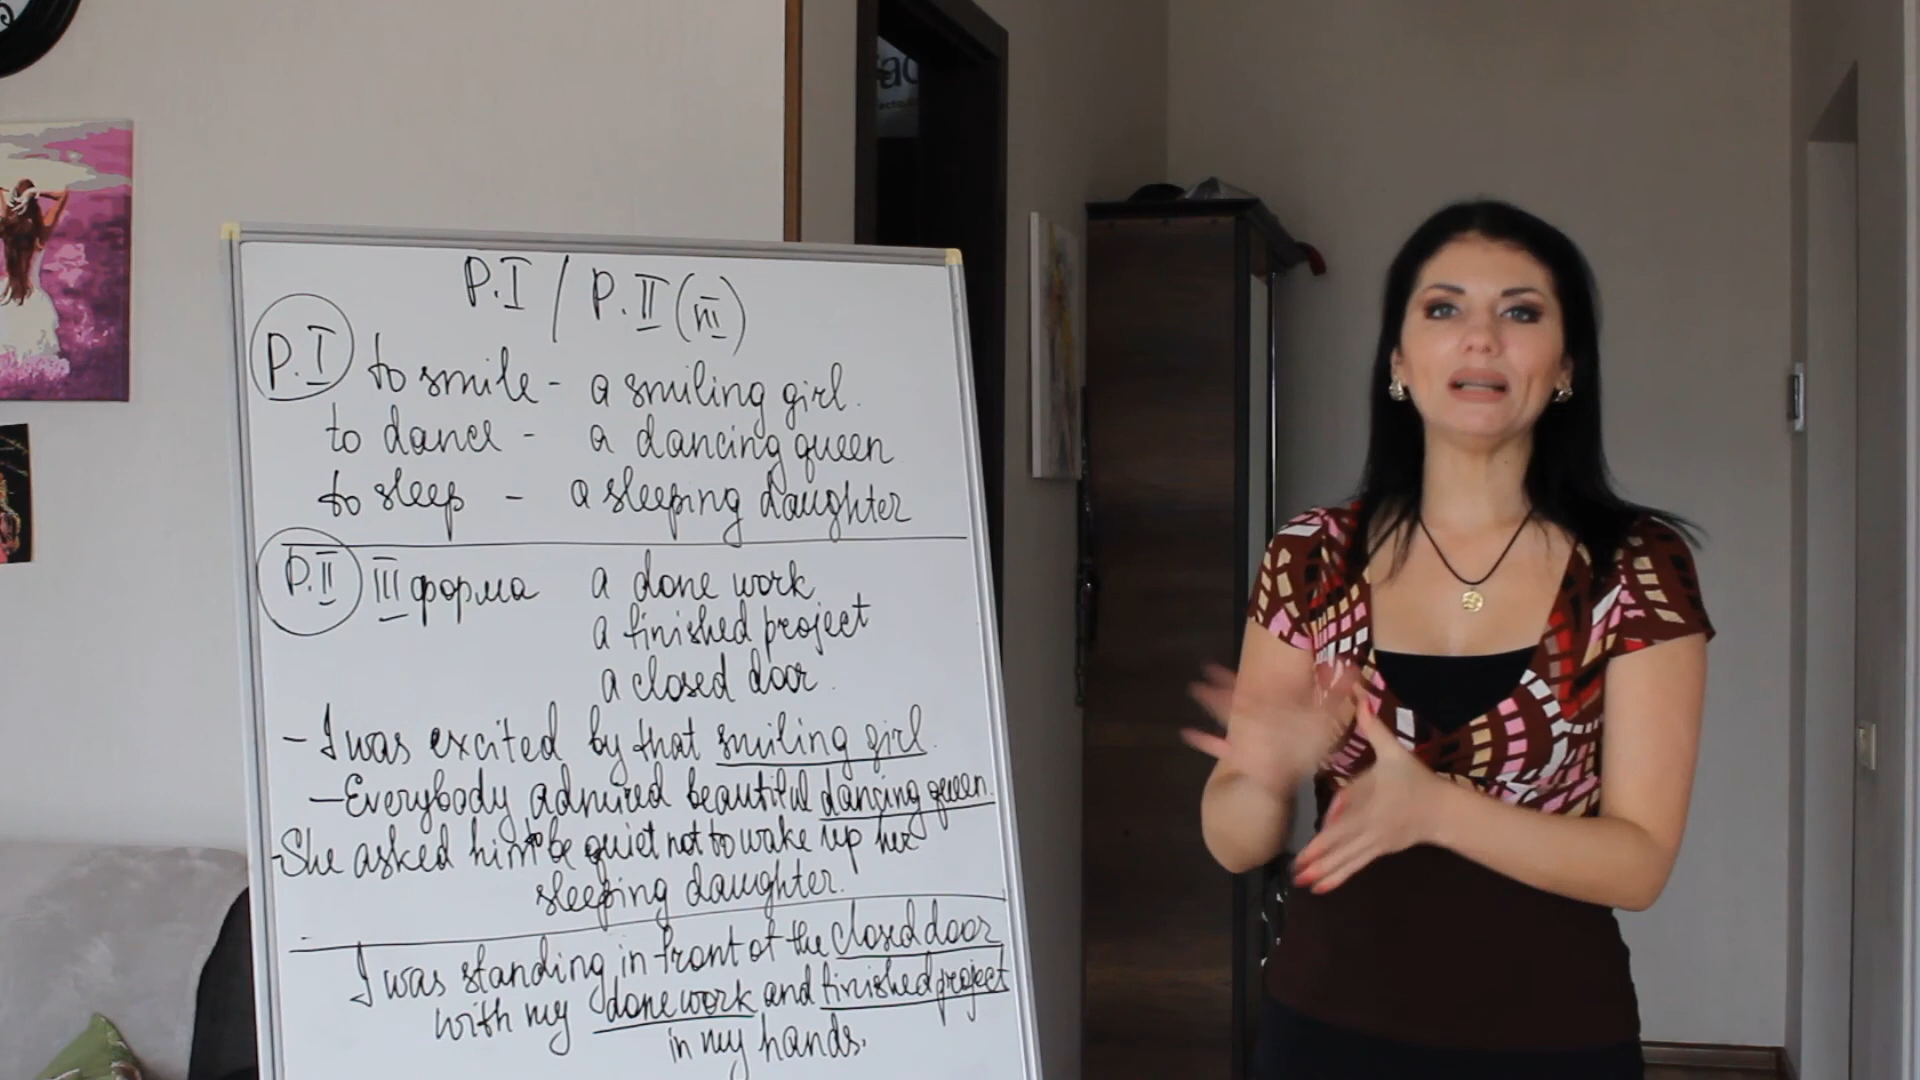 P.I / P.II (III)
P.I to smile - a smiling girl.
to dance - a dancing queen
to sleep - a sleeping daughter
P.II III форма a done work
a finished project
a closed door.
- I was excited by that smiling girl.
- Everybody admired beautiful dancing queen.
- She asked him to be quiet not to wake up her
sleeping daughter.
I was standing in front of the closed door
with my done work and finished project
in my hands.